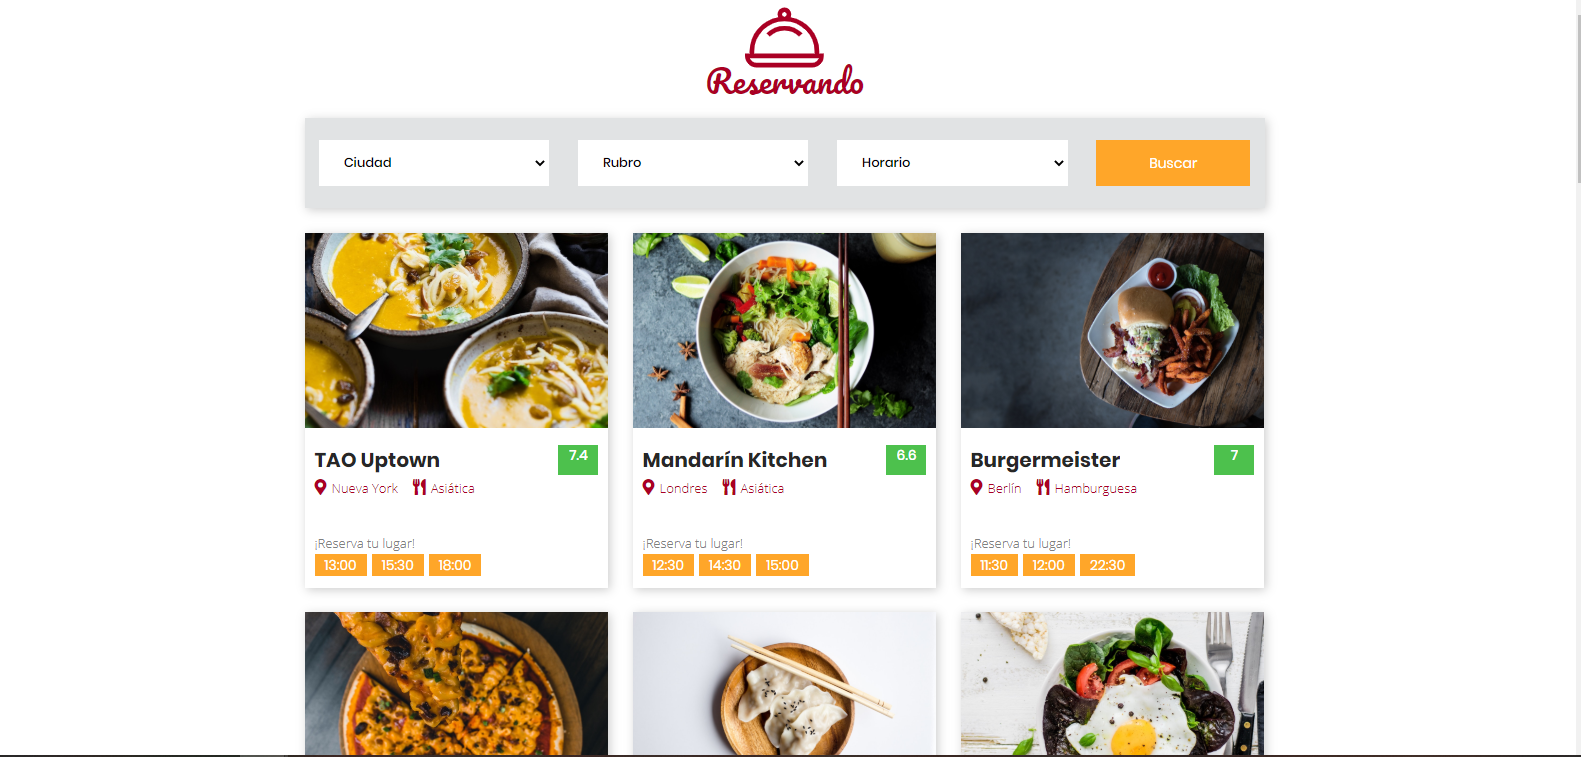 Reservando
Ciudad
Rubro
Horario
Buscar
TAO Uptown
7.4
Nueva York Asiática
¡Reserva tu lugar!
13:00 15:30 18:00
Mandarín Kitchen
6.6
Londres Asiática
¡Reserva tu lugar!
12:30 14:30 15:00
Burgermeister
7
Berlín Hamburguesa
¡Reserva tu lugar!
11:30 12:00 22:30